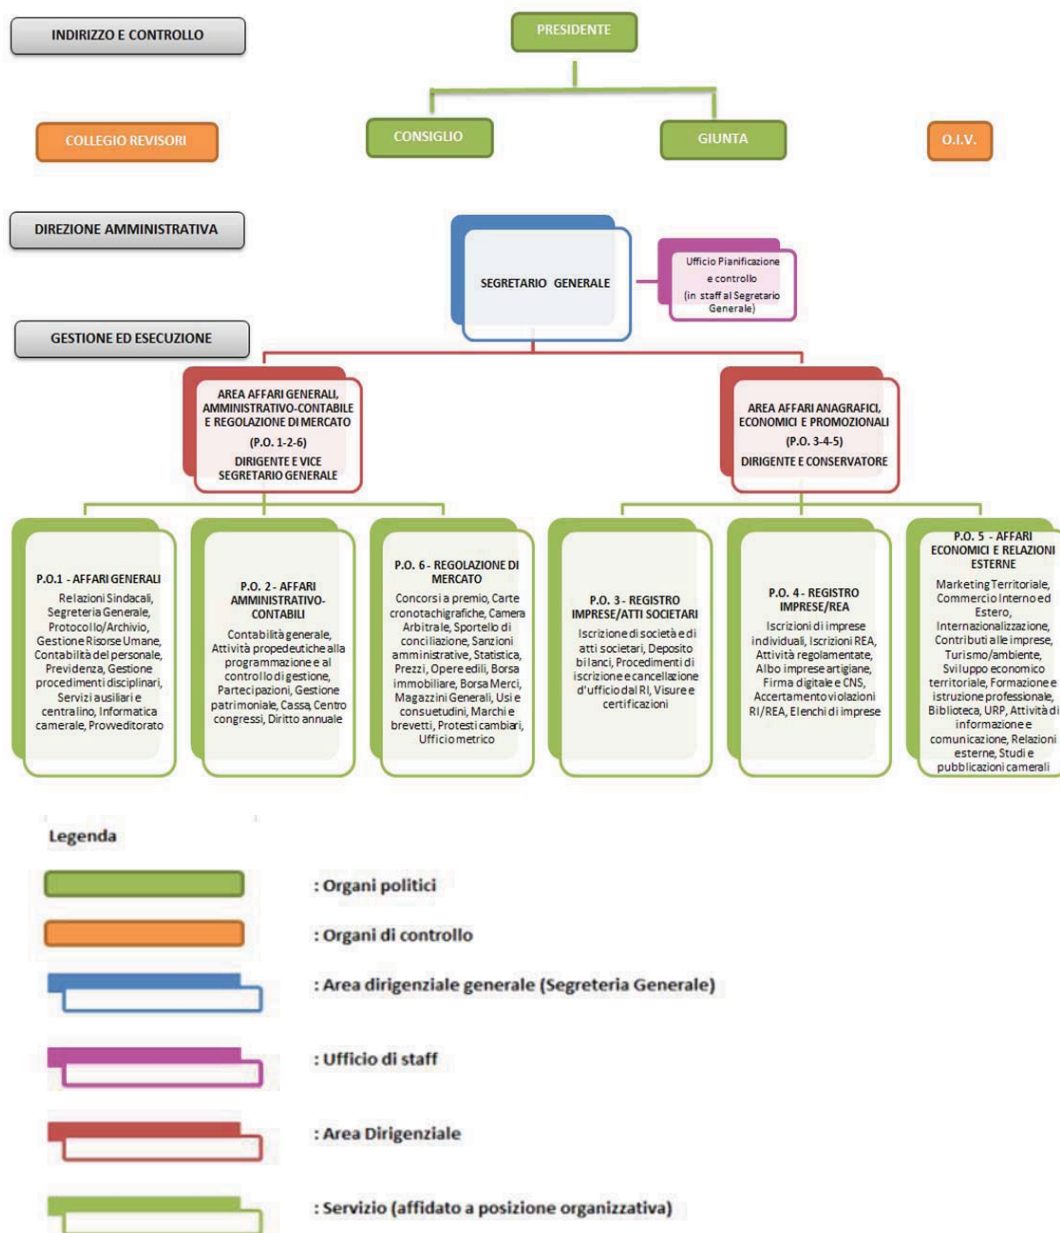 INDIRIZZO E CONTROLLO
PRESIDENTE
COLLEGIO REVISORI
CONSIGLIO
GIUNTA
O.I.V.
DIREZIONE AMMINISTRATIVA
SEGRETARIO GENERALE
Ufficio Pianificazione
e controllo
(in staff al Segretario
Generale)
GESTIONE ED ESECUZIONE
AREA AFFARI GENERALI,
AMMINISTRATIVO-CONTABILE
E REGOLAZIONE DI MERCATO
(P.O. 1-2-6)
DIRIGENTE E VICE
SEGRETARIO GENERALE
AREA AFFARI ANAGRAFICI,
ECONOMICI E PROMOZIONALI
(P.O. 3-4-5)
DIRIGENTE E CONSERVATORE
P.O.1 - AFFARI GENERALI
Relazioni Sindacali,
Segreteria Generale,
Protocollo/Archivio,
Gestione Risorse Umane,
Contabilità del personale,
Previdenza, Gestione
procedimenti disciplinari,
Servizi ausiliari e
centralino, Informatica
camerale, Provveditorato
P.O. 2 - AFFARI
AMMINISTRATIVO-
CONTABILI
Contabilità generale,
Attività propedeutiche alla
programmazione e al
controllo di gestione,
Partecipazioni, Gestione
patrimoniale, Cassa, Centro
congressi, Diritto annuale
P.O. 6 - REGOLAZIONE DI
MERCATO
Concorsi a premio, Carte
cronotachigrafiche, Camera
Arbitrale, Sportello di
conciliazione, Sanzioni
amministrative, Statistica,
Prezzi, Opere edili, Borsa
immobiliare, Borsa Merci,
Magazzini Generali, Usi e
consuetudini, Marchi e
brevetti, Protesti cambiari,
Ufficio metrico
P.O. 3 - REGISTRO
IMPRESE/ATTI SOCIETARI
Iscrizione di società e di
atti societari, Deposito
bilanci, Procedimenti di
iscrizione e cancellazione
d'ufficio dal RI, Visure e
certificazioni
P.O. 4 - REGISTRO
IMPRESE/REA
Iscrizioni di imprese
individuali, Iscrizioni REA,
Attività regolamentate,
Albo imprese artigiane,
Firma digitale e CNS,
Accertamento violazioni
RI/REA, Elenchi di imprese
P.O. 5 - AFFARI
ECONOMICI E RELAZIONI
ESTERNE
Marketing Territoriale,
Commercio Interno ed
Estero,
Internazionalizzazione,
Contributi alle imprese,
Turismo/ambiente,
Sviluppo economico
territoriale, Formazione e
istruzione professionale,
Biblioteca, URP, Attività di
informazione e
comunicazione, Relazioni
esterne, Studi e
pubblicazioni camerali
Legenda
: Organi politici
: Organi di controllo
: Area dirigenziale generale (Segreteria Generale)
: Ufficio di staff
: Area Dirigenziale
: Servizio (affidato a posizione organizzativa)